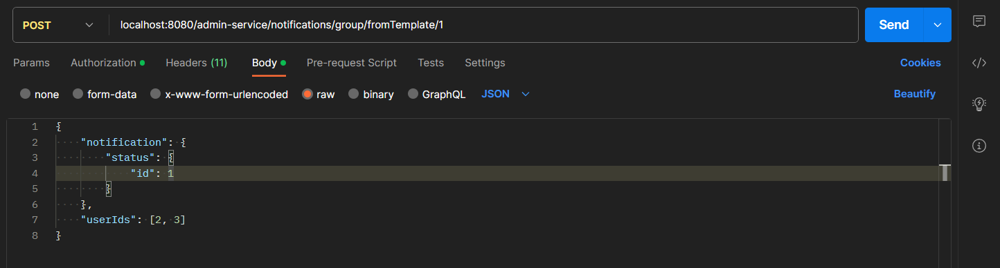 POST localhost:8080/admin-service/notifications/group/fromTemplate/1 Send
Params Authorization Headers (11) Body Pre-request Script Tests Settings Cookies
none form-data x-www-form-urlencoded raw binary GraphQL JSON Beautify
1 {
2 "notification": {
3 "status": {
4 "id": 1
5 }
6 },
7 "userIds": [2, 3]
8 }